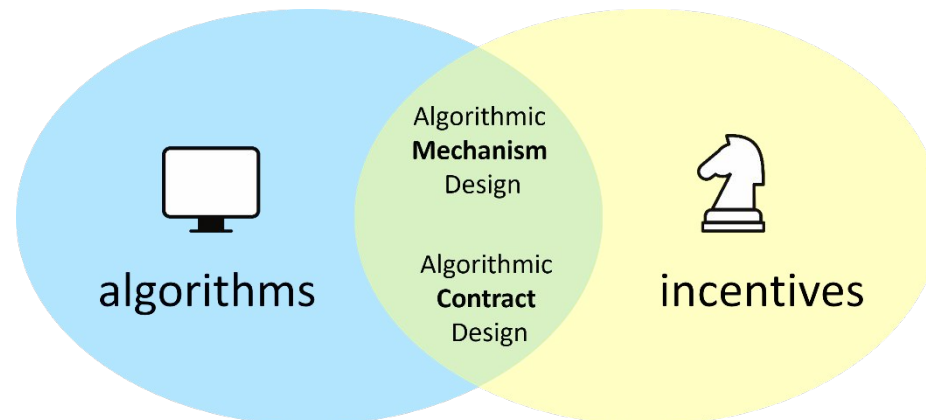 Algorithmic
Mechanism
Design
algorithms
Algorithmic
Contract
Design
incentives